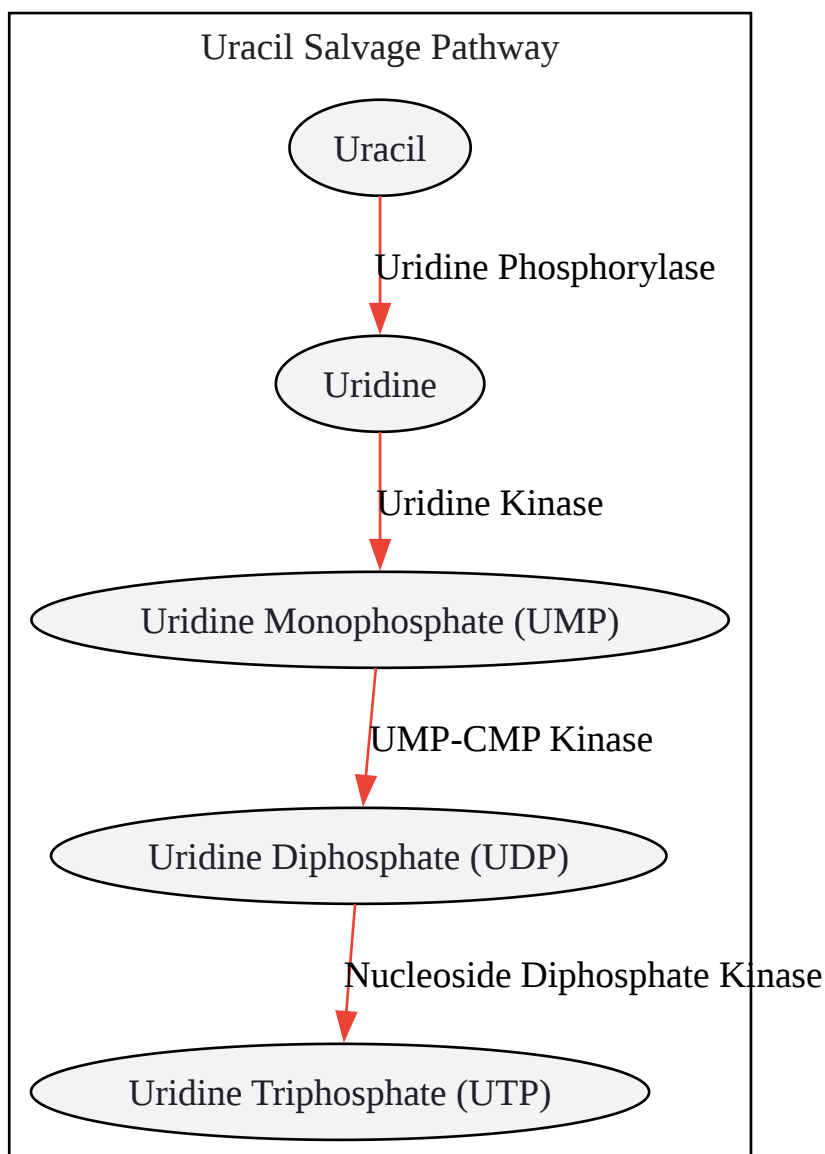 Uracil Salvage Pathway
Uracil
Uridine Phosphorylase
Uridine
Uridine Kinase
Uridine Monophosphate (UMP)
UMP-CMP Kinase
Uridine Diphosphate (UDP)
Nucleoside Diphosphate Kinase
Uridine Triphosphate (UTP)